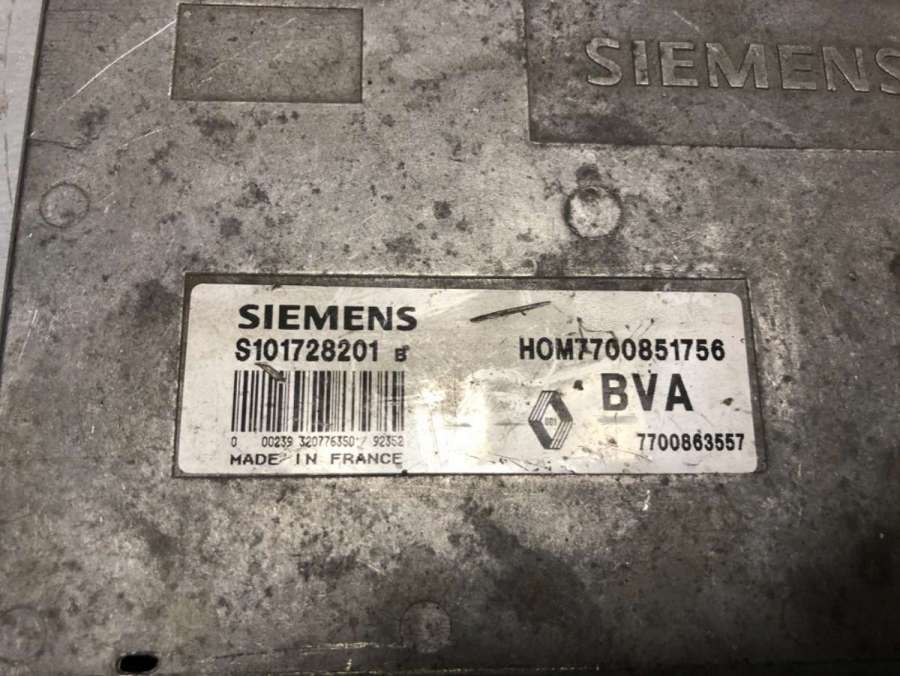 SIEMENS
SIEMENS
S101728201 B
HOM7700851756
BVA
0 00239 320776350 92352
7700863557
MADE IN FRANCE